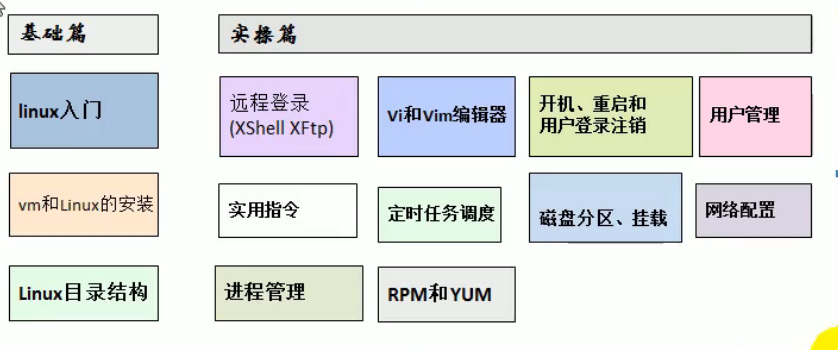 基础篇
实操篇
linux入门
远程登录
(XShell XFtp)
Vi和Vim编辑器
开机、重启和
用户登录注销
用户管理
vm和Linux的安装
实用指令
定时任务调度
磁盘分区、挂载
网络配置
Linux目录结构
进程管理
RPM和YUM